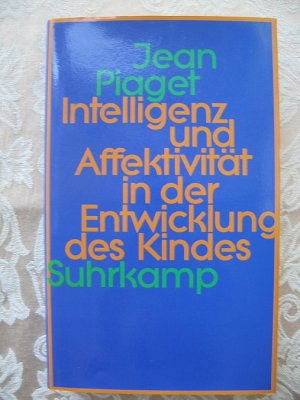 Jean
Piaget
Intelligenz
und
Affektivität
in der
Entwicklung
des Kindes
Suhrkamp